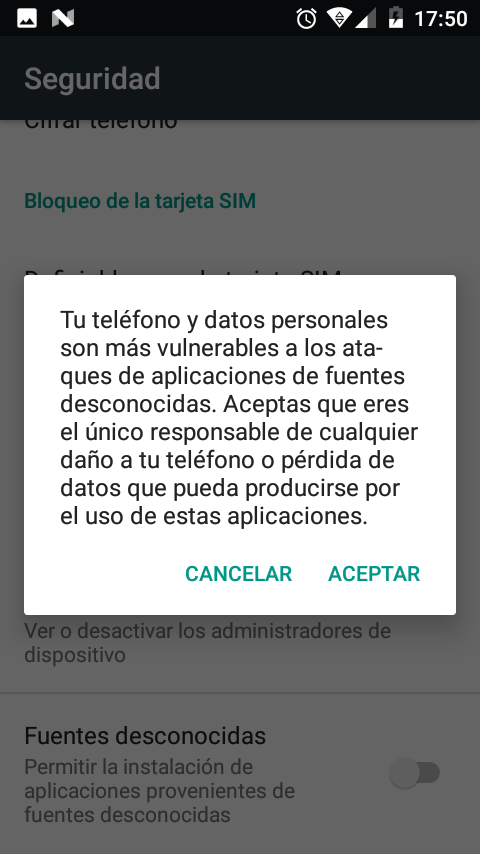 17:50
Seguridad
Cifrar teléfono
Bloqueo de la tarjeta SIM
Tu teléfono y datos personales
son más vulnerables a los ata-
ques de aplicaciones de fuentes
desconocidas. Aceptas que eres
el único responsable de cualquier
daño a tu teléfono o pérdida de
datos que pueda producirse por
el uso de estas aplicaciones.
CANCELAR ACEPTAR
Ver o desactivar los administradores de
dispositivo
Fuentes desconocidas
Permitir la instalación de
aplicaciones provenientes de
fuentes desconocidas